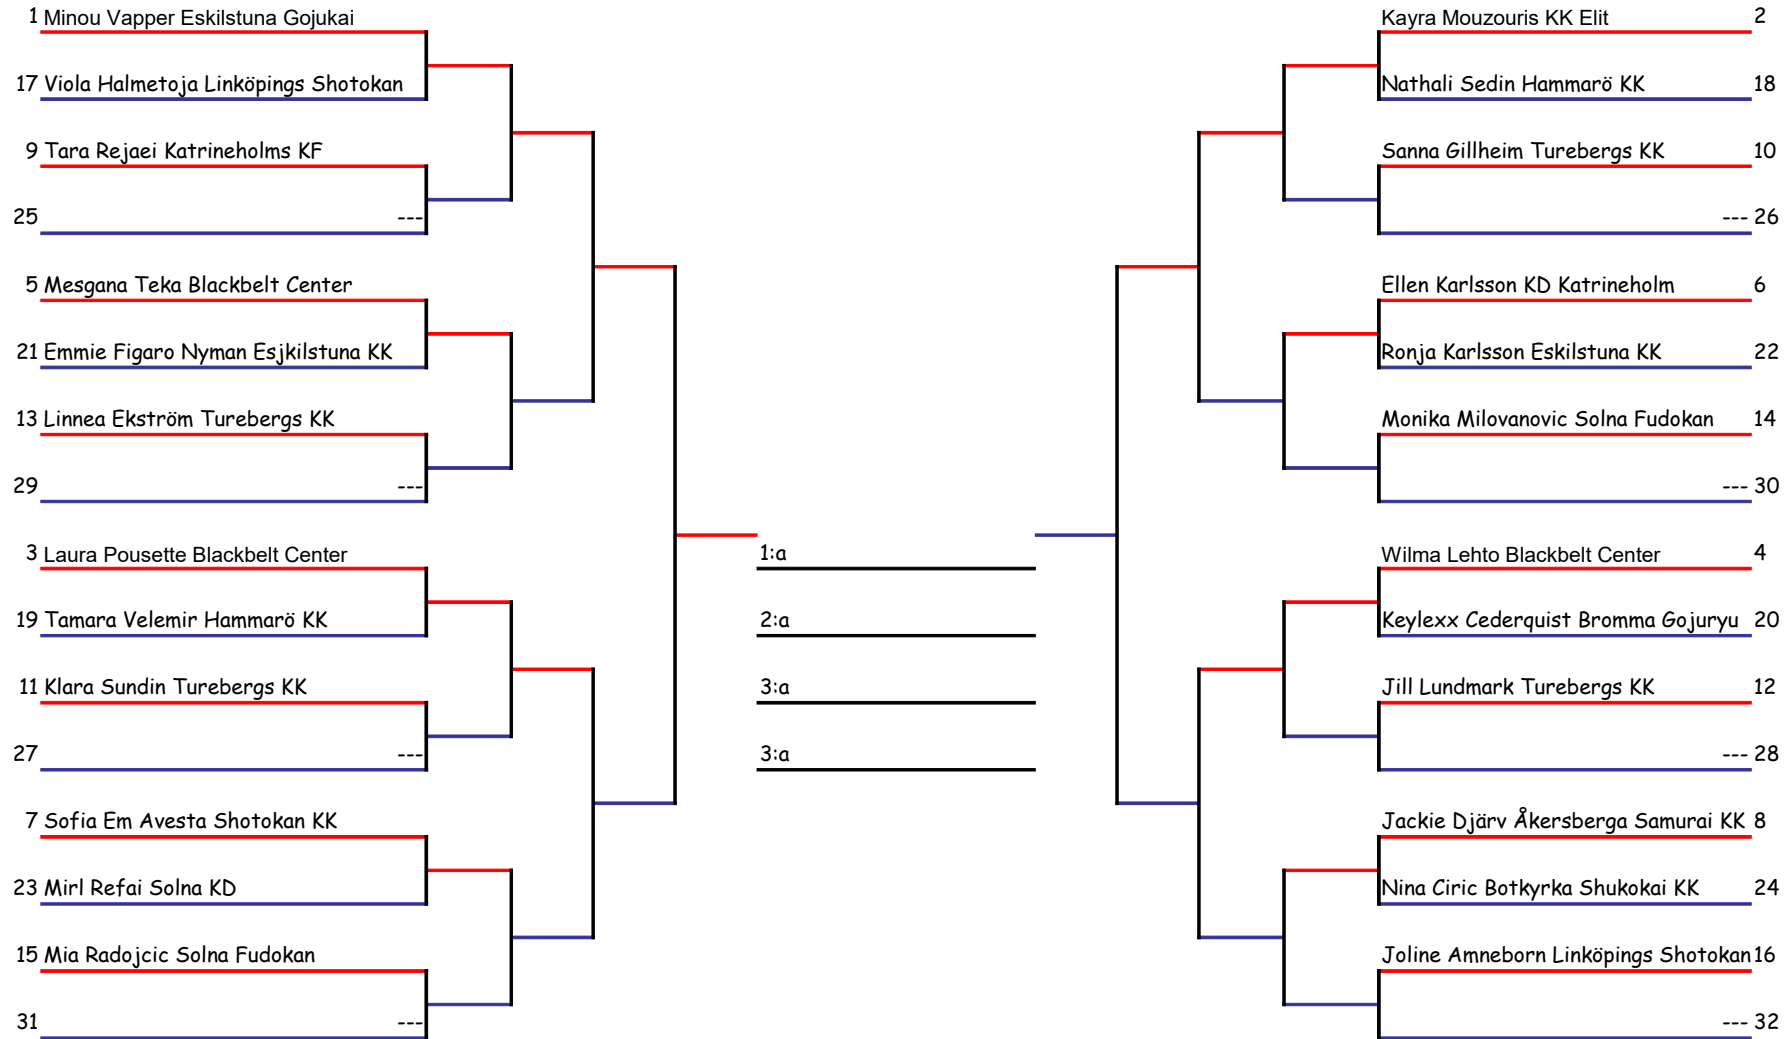 1 Minou Vapper Eskilstuna Gojukai
17 Viola Halmetoja Linköpings Shotokan
9 Tara Rejaei Katrineholms KF
25 ---
5 Mesgana Teka Blackbelt Center
21 Emmie Figaro Nyman Esjkilstuna KK
13 Linnea Ekström Turebergs KK
29 ---
3 Laura Pousette Blackbelt Center
19 Tamara Velemir Hammarö KK
11 Klara Sundin Turebergs KK
27 ---
7 Sofia Em Avesta Shotokan KK
23 Mirl Refai Solna KD
15 Mia Radojcic Solna Fudokan
31 ---
1:a
2:a
3:a
3:a
Kayra Mouzouris KK Elit 2
Nathali Sedin Hammarö KK 18
Sanna Gillheim Turebergs KK 10
--- 26
Ellen Karlsson KD Katrineholm 6
Ronja Karlsson Eskilstuna KK 22
Monika Milovanovic Solna Fudokan 14
--- 30
Wilma Lehto Blackbelt Center 4
Keylexx Cederquist Bromma Gojuryu 20
Jill Lundmark Turebergs KK 12
--- 28
Jackie Djärv Åkersberga Samurai KK 8
Nina Ciric Botkyrka Shukokai KK 24
Joline Amneborn Linköpings Shotokan 16
--- 32